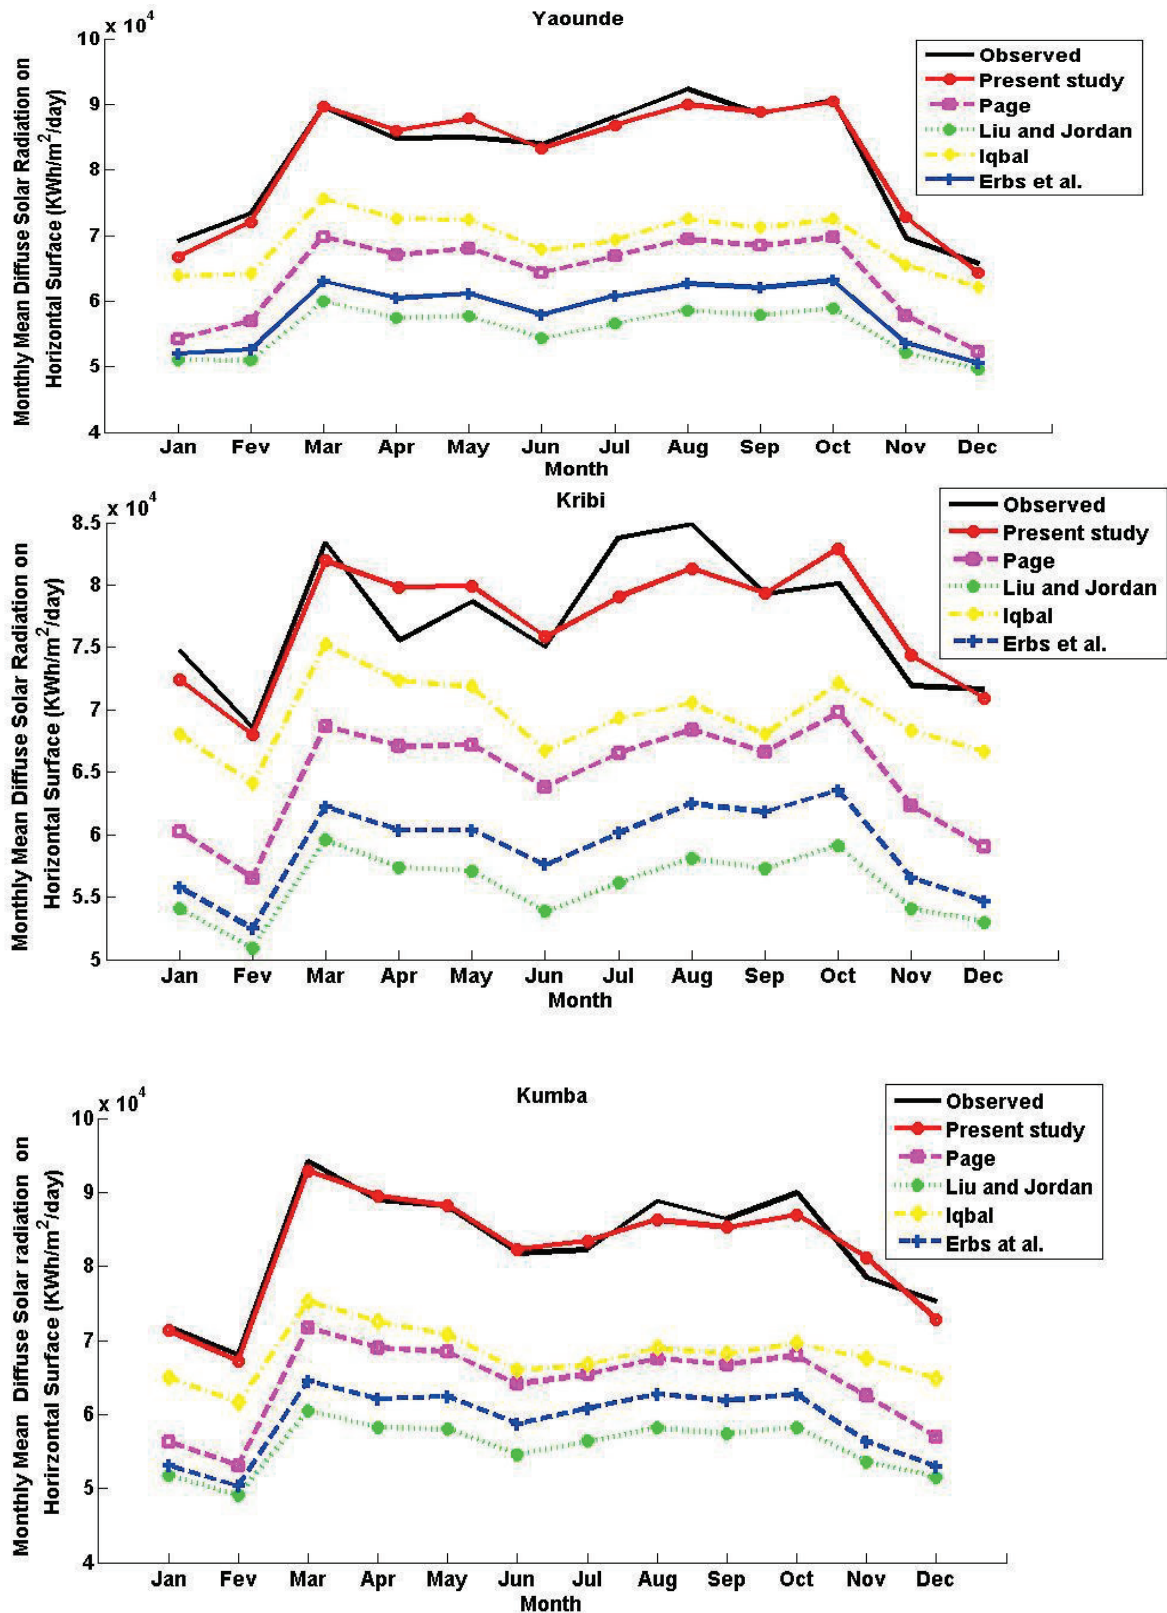 Yaounde
x 10^4
10
9
8
7
6
5
4
Monthly Mean Diffuse Solar Radiation on
Horizontal Surface (KWh/m^2/day)
Jan Fev Mar Apr May Jun Jul Aug Sep Oct Nov Dec
Month
Observed
Present study
Page
Liu and Jordan
Iqbal
Erbs et al.
Kribi
x 10^4
8.5
8
7.5
7
6.5
6
5.5
5
Monthly Mean Diffuse Solar Radiation on
Horizontal Surface (KWh/m^2/day)
Jan Fev Mar Apr May Jun Jul Aug Sep Oct Nov Dec
Month
Observed
Present study
Page
Liu and Jordan
Iqbal
Erbs et al.
Kumba
x 10^4
10
9
8
7
6
5
4
Monthly Mean Diffuse Solar radiation on
Horirzontal Surface (KWh/m^2/day)
Jan Fev Mar Apr May Jun Jul Aug Sep Oct Nov Dec
Observed
Present study
Page
Liu and Jordan
Iqbal
Erbs at al.